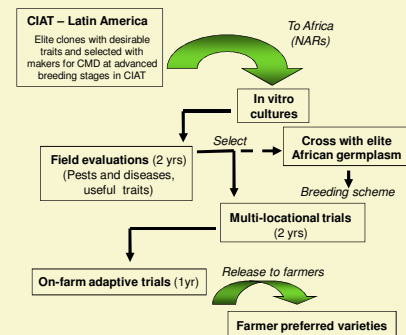 CIAT – Latin America
Elite clones with desirable
traits and selected with
makers for CMD at advanced
breeding stages in CIAT
To Africa
(NARs)
In vitro
cultures
Select
Field evaluations (2 yrs)
(Pests and diseases,
useful traits)
Cross with elite
African germplasm
Breeding scheme
Multi-locational trials
(2 yrs)
On-farm adaptive trials (1yr)
Release to farmers
Farmer preferred varieties